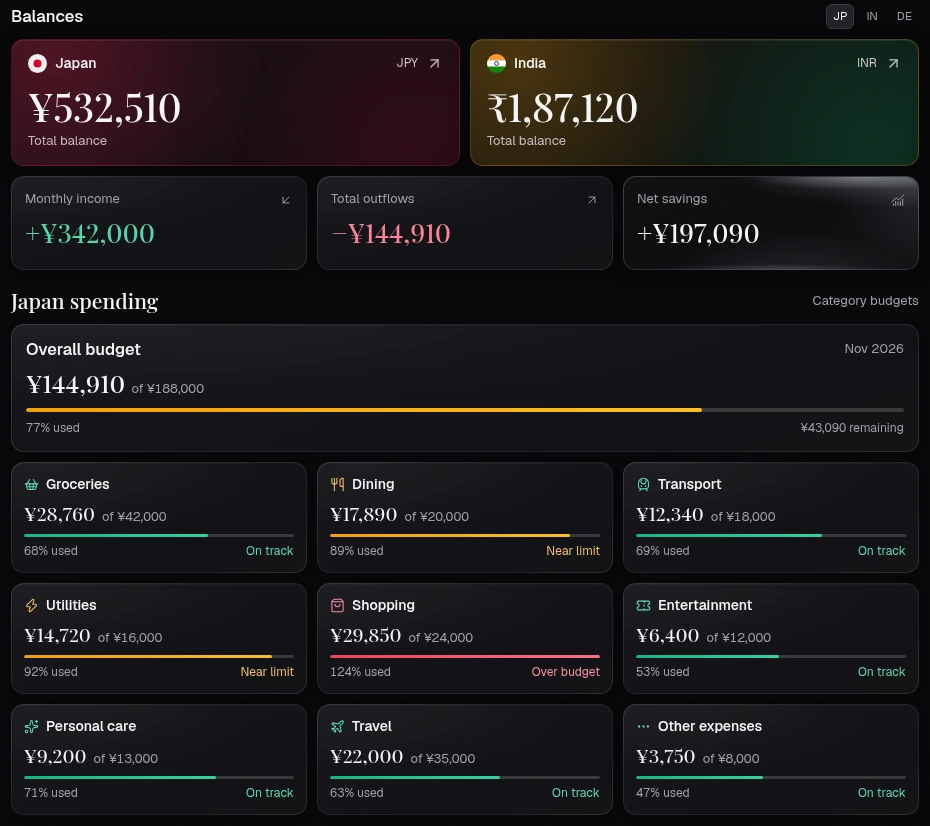 Balances
JP IN DE
Japan JPY
¥532,510
Total balance
India INR
₹1,87,120
Total balance
Monthly income
+¥342,000
Total outflows
−¥144,910
Net savings
+¥197,090
Japan spending
Category budgets
Overall budget
Nov 2026
¥144,910 of ¥188,000
77% used
¥43,090 remaining
Groceries
¥28,760 of ¥42,000
68% used On track
Dining
¥17,890 of ¥20,000
89% used Near limit
Transport
¥12,340 of ¥18,000
69% used On track
Utilities
¥14,720 of ¥16,000
92% used Near limit
Shopping
¥29,850 of ¥24,000
124% used Over budget
Entertainment
¥6,400 of ¥12,000
53% used On track
Personal care
¥9,200 of ¥13,000
71% used On track
Travel
¥22,000 of ¥35,000
63% used On track
Other expenses
¥3,750 of ¥8,000
47% used On track